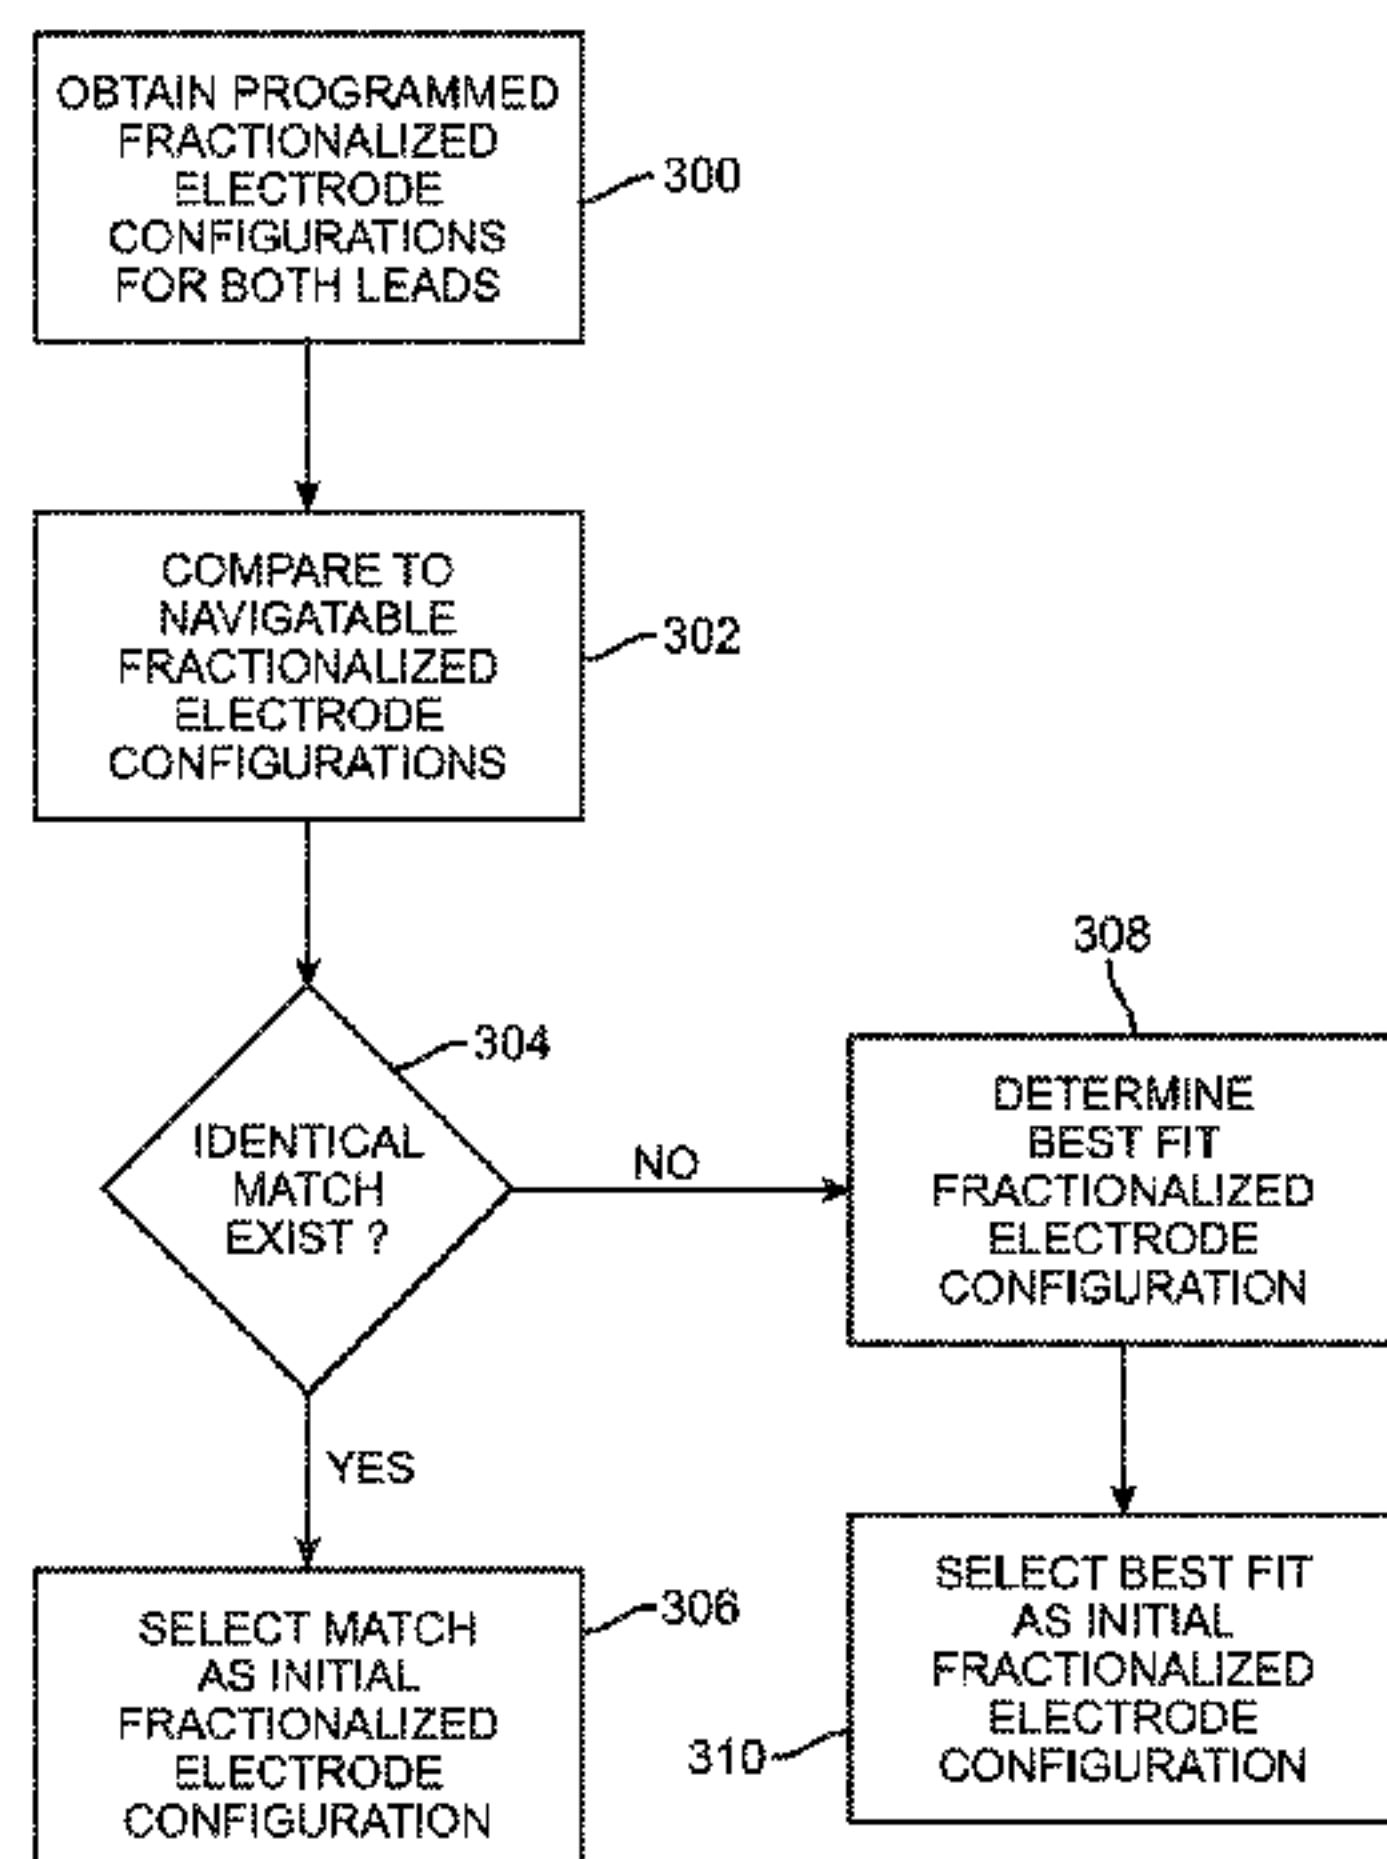 OBTAIN PROGRAMMED
FRACTIONALIZED
ELECTRODE
CONFIGURATIONS
FOR BOTH LEADS
300
COMPARE TO
NAVIGATABLE
FRACTIONALIZED
ELECTRODE
CONFIGURATIONS
302
304
IDENTICAL
MATCH
EXIST ?
NO
YES
308
DETERMINE
BEST FIT
FRACTIONALIZED
ELECTRODE
CONFIGURATION
306
SELECT MATCH
AS INITIAL
FRACTIONALIZED
ELECTRODE
CONFIGURATION
SELECT BEST FIT
AS INITIAL
FRACTIONALIZED
ELECTRODE
CONFIGURATION
310